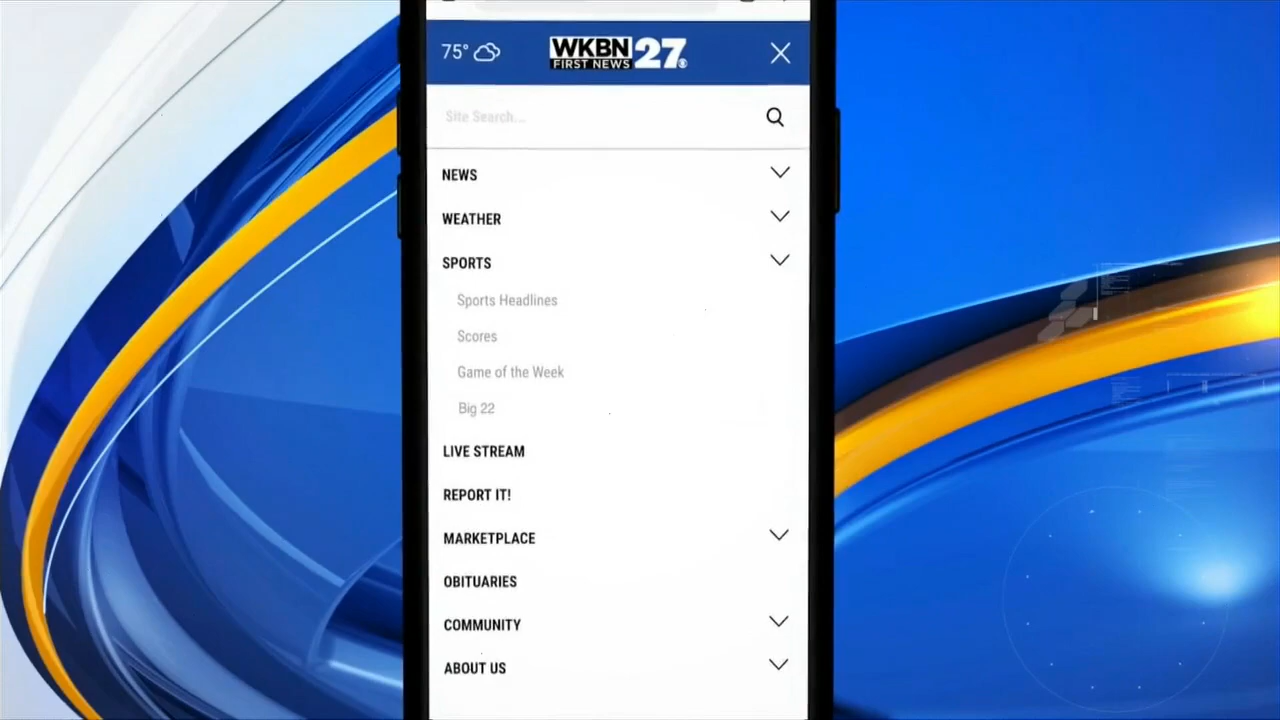 75°
WKBN 27
FIRST NEWS
Site Search...
NEWS
WEATHER
SPORTS
Sports Headlines
Scores
Game of the Week
Big 22
LIVE STREAM
REPORT IT!
MARKETPLACE
OBITUARIES
COMMUNITY
ABOUT US